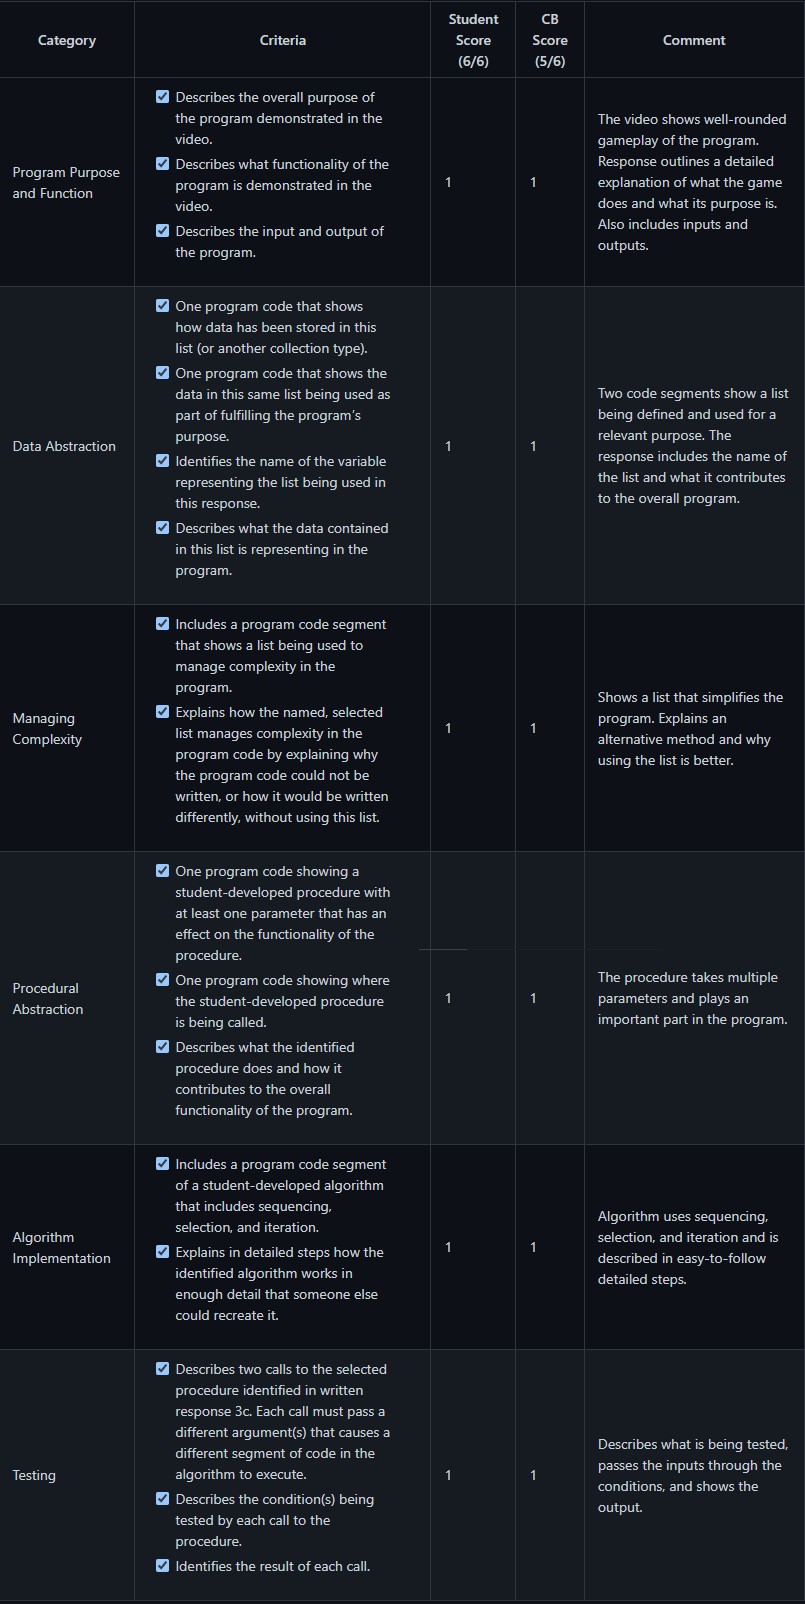 Category
Criteria
Student
Score
(6/6)
CB
Score
(5/6)
Comment
Program Purpose
and Function
Describes the overall purpose of
the program demonstrated in the
video.
Describes what functionality of the
program is demonstrated in the
video.
Describes the input and output of
the program.
1
1
The video shows well-rounded
gameplay of the program.
Response outlines a detailed
explanation of what the game
does and what its purpose is.
Also includes inputs and
outputs.
Data Abstraction
One program code that shows
how data has been stored in this
list (or another collection type).
One program code that shows the
data in this same list being used as
part of fulfilling the program’s
purpose.
Identifies the name of the variable
representing the list being used in
this response.
Describes what the data contained
in this list is representing in the
program.
1
1
Two code segments show a list
being defined and used for a
relevant purpose. The
response includes the name of
the list and what it contributes
to the overall program.
Managing
Complexity
Includes a program code segment
that shows a list being used to
manage complexity in the
program.
Explains how the named, selected
list manages complexity in the
program code by explaining why
the program code could not be
written, or how it would be written
differently, without using this list.
1
1
Shows a list that simplifies the
program. Explains an
alternative method and why
using the list is better.
Procedural
Abstraction
One program code showing a
student-developed procedure with
at least one parameter that has an
effect on the functionality of the
procedure.
One program code showing where
the student-developed procedure
is being called.
Describes what the identified
procedure does and how it
contributes to the overall
functionality of the program.
1
1
The procedure takes multiple
parameters and plays an
important part in the program.
Algorithm
Implementation
Includes a program code segment
of a student-developed algorithm
that includes sequencing,
selection, and iteration.
Explains in detailed steps how the
identified algorithm works in
enough detail that someone else
could recreate it.
1
1
Algorithm uses sequencing,
selection, and iteration and is
described in easy-to-follow
detailed steps.
Testing
Describes two calls to the selected
procedure identified in written
response 3c. Each call must pass a
different argument(s) that causes a
different segment of code in the
algorithm to execute.
Describes the condition(s) being
tested by each call to the
procedure.
Identifies the result of each call.
1
1
Describes what is being tested,
passes the inputs through the
conditions, and shows the
output.